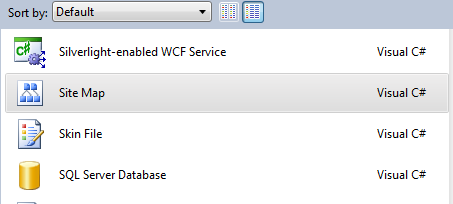 Sort by: Default
Silverlight-enabled WCF Service Visual C#
Site Map Visual C#
Skin File Visual C#
SQL Server Database Visual C#